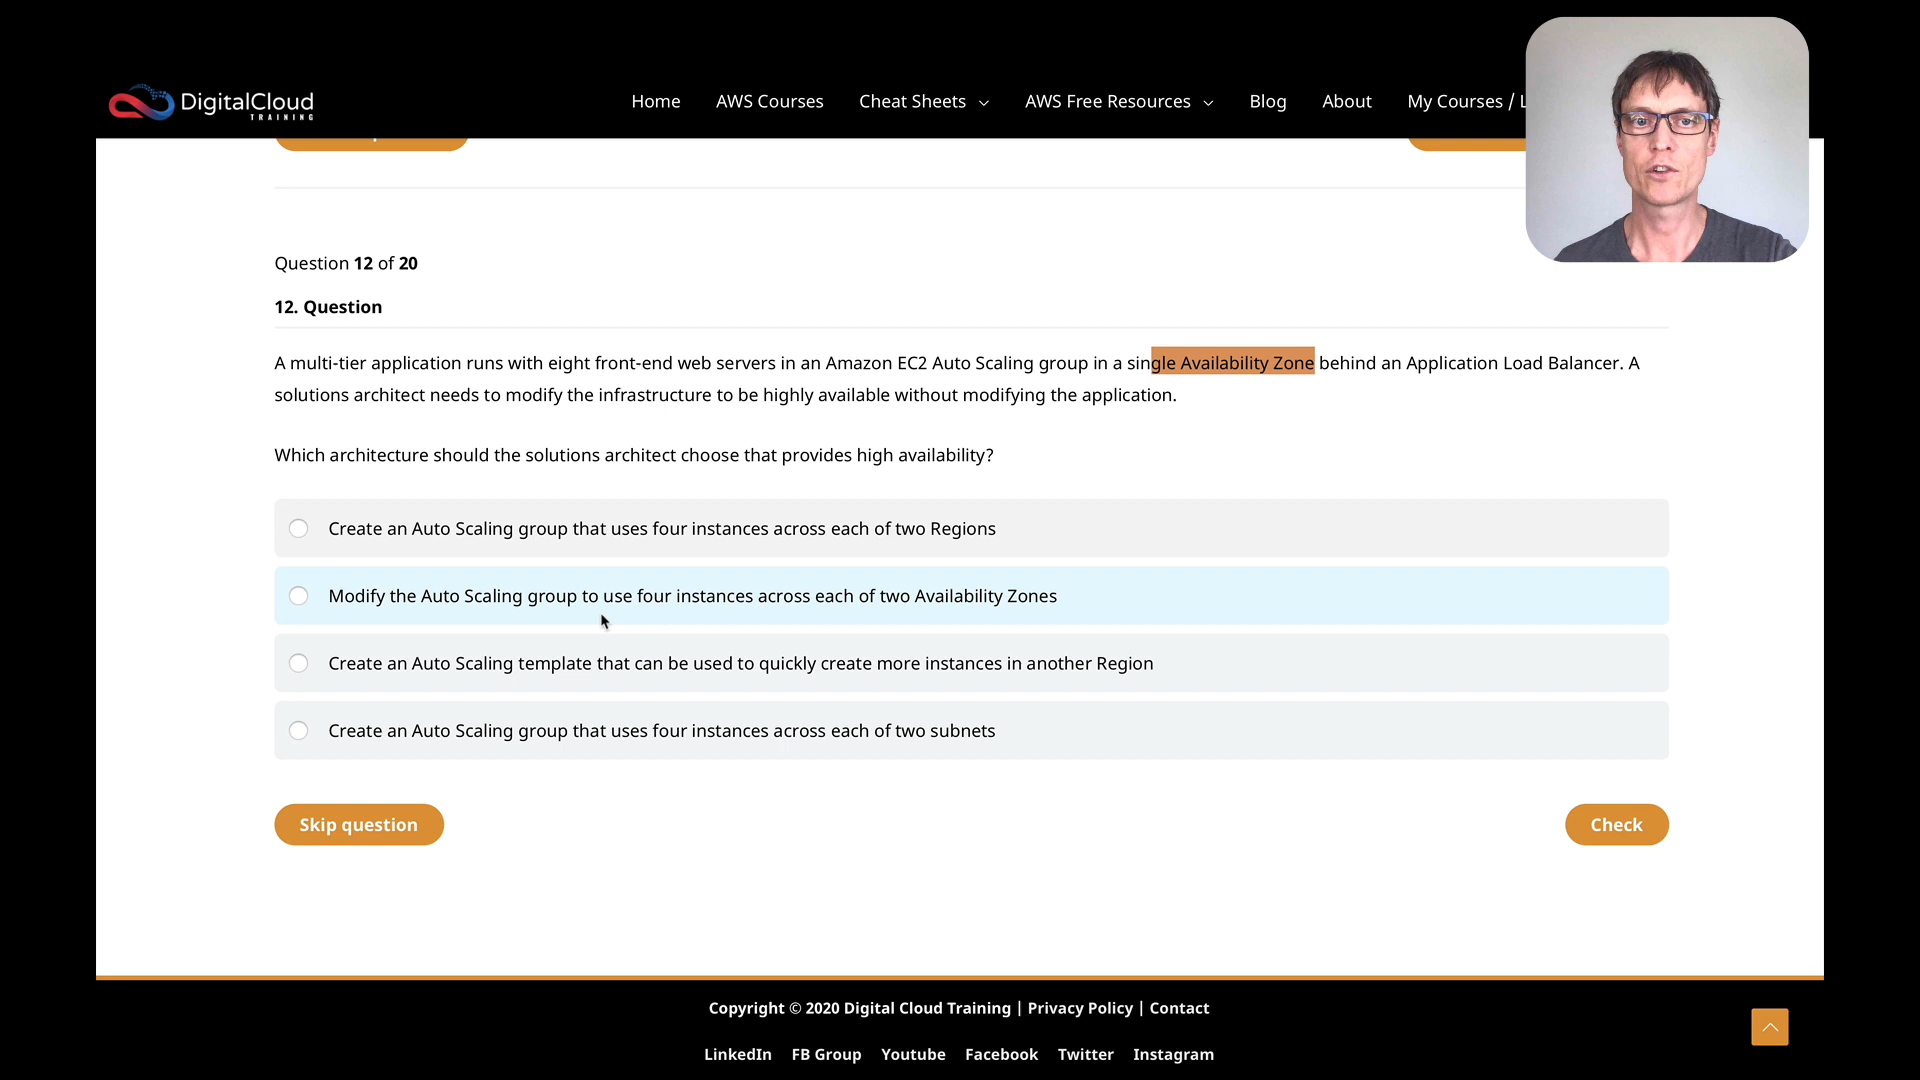 DigitalCloud
TRAINING
Home
AWS Courses
Cheat Sheets
AWS Free Resources
Blog
About
My Courses / L
Question 12 of 20
12. Question
A multi-tier application runs with eight front-end web servers in an Amazon EC2 Auto Scaling group in a single Availability Zone behind an Application Load Balancer. A
solutions architect needs to modify the infrastructure to be highly available without modifying the application.
Which architecture should the solutions architect choose that provides high availability?
Create an Auto Scaling group that uses four instances across each of two Regions
Modify the Auto Scaling group to use four instances across each of two Availability Zones
Create an Auto Scaling template that can be used to quickly create more instances in another Region
Create an Auto Scaling group that uses four instances across each of two subnets
Skip question
Check
Copyright © 2020 Digital Cloud Training | Privacy Policy | Contact
LinkedIn FB Group Youtube Facebook Twitter Instagram